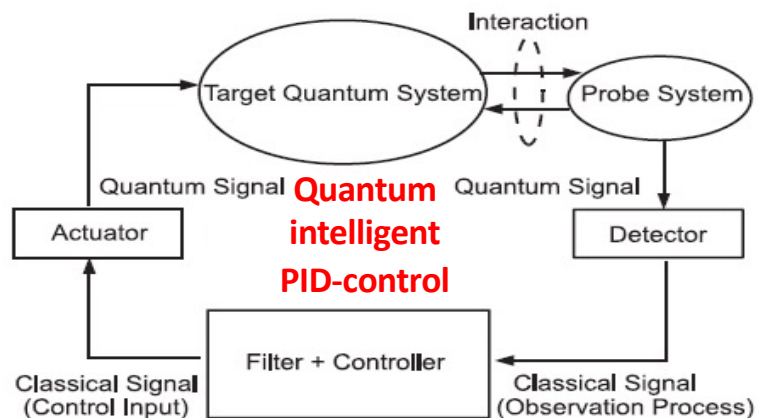 Interaction
Target Quantum System
Probe System
Quantum Signal
Quantum
intelligent
PID-control
Quantum Signal
Actuator
Detector
Filter + Controller
Classical Signal
(Control Input)
Classical Signal
(Observation Process)